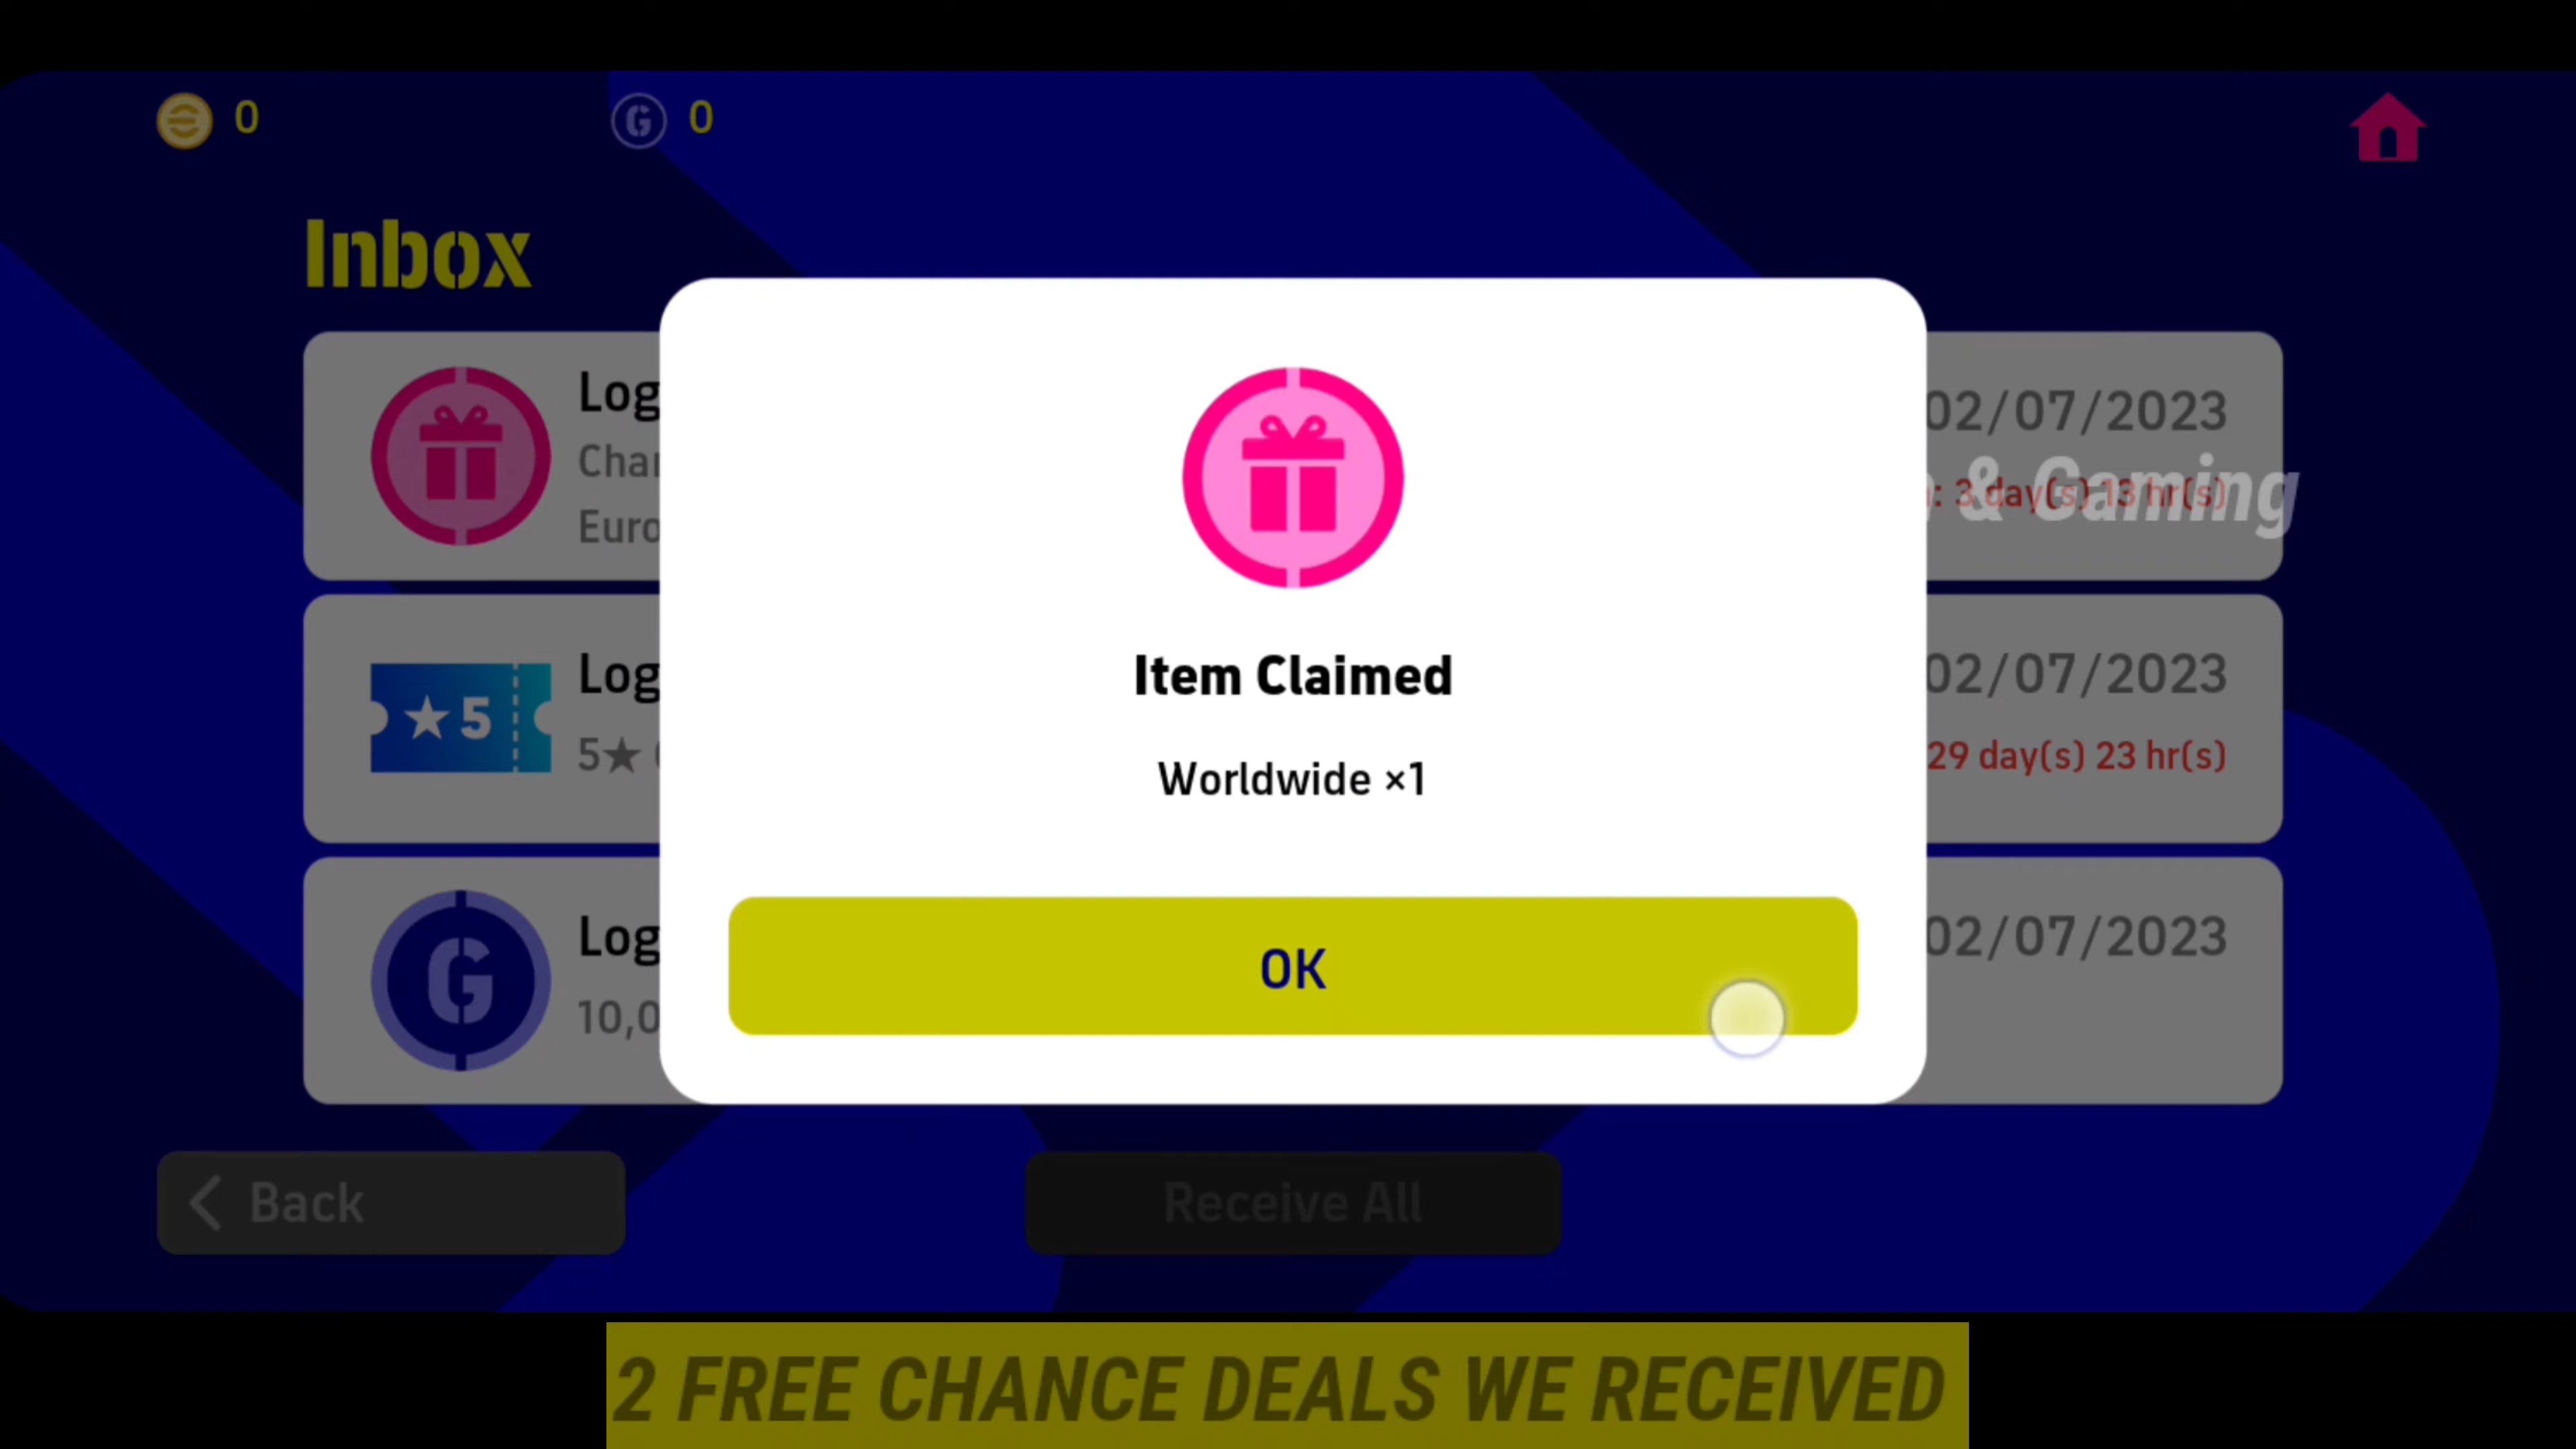 0
G 0
Inbox
Log
Char
Euro
02/07/2023
: 3 day(s) 13 hr(s)
& Gaming
★ 5
Log
5★
02/07/2023
29 day(s) 23 hr(s)
G
Log
10,0
02/07/2023
Item Claimed
Worldwide ×1
OK
Back
Receive All
2 FREE CHANCE DEALS WE RECEIVED